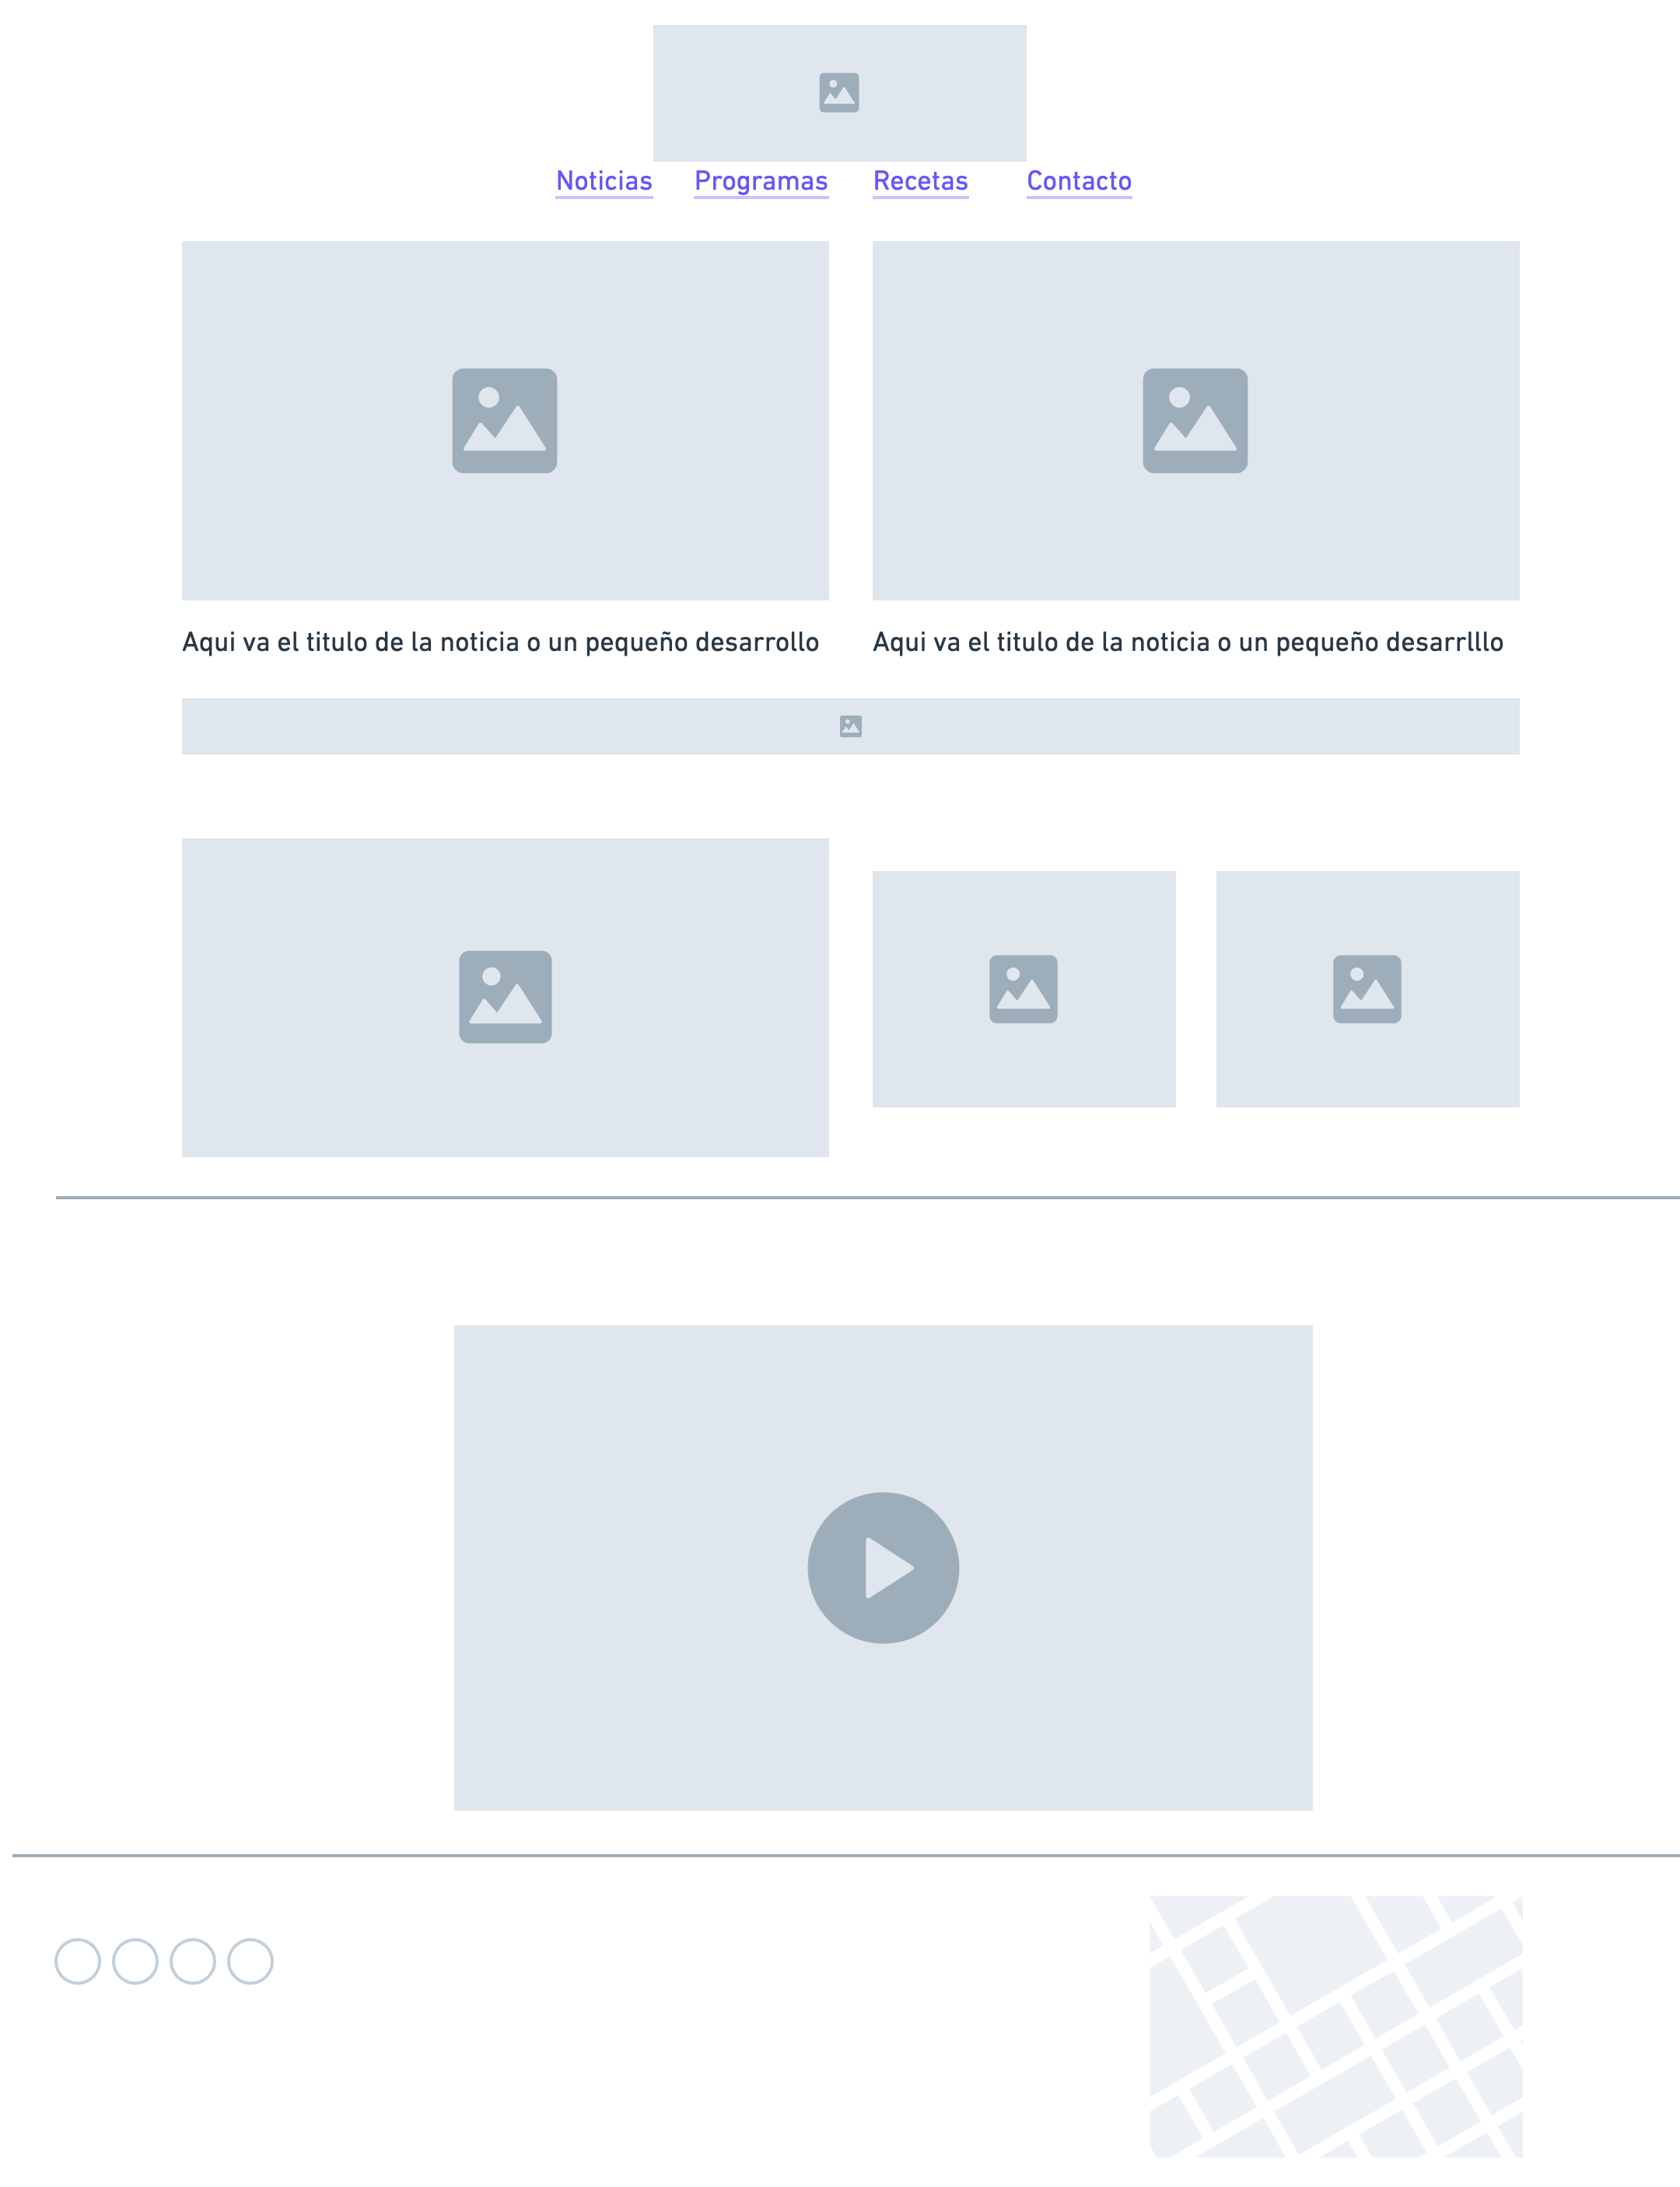 Noticias Programas Recetas Contacto
Aqui va el titulo de la noticia o un pequeño desarrollo
Aqui va el titulo de la noticia o un pequeño desarrlllo